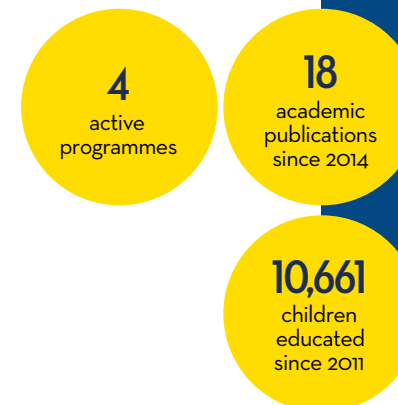 4
active
programmes
18
academic
publications
since 2014
10,661
children
educated
since 2011